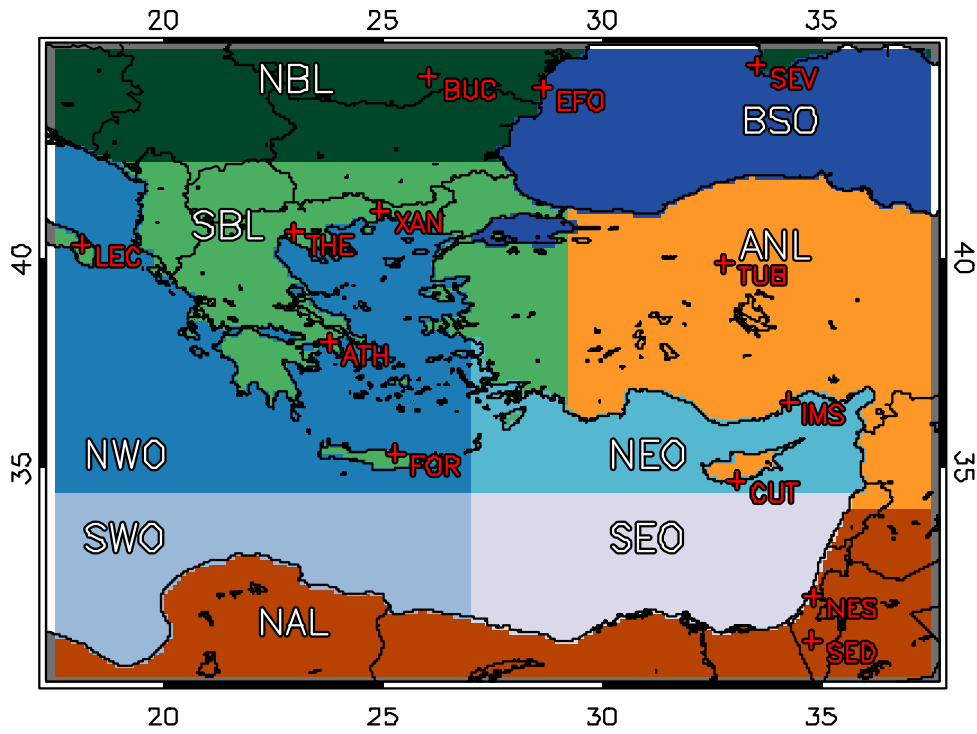 20 25 30 35
NBL
BUC
SEV
EFO
BSO
SBL
XAN
THE
ANL
LEC
TUB
40
40
ATH
IMS
NWO
NEO
FOR
35
35
CUT
SWO
SEO
NES
NAL
SED
20 25 30 35